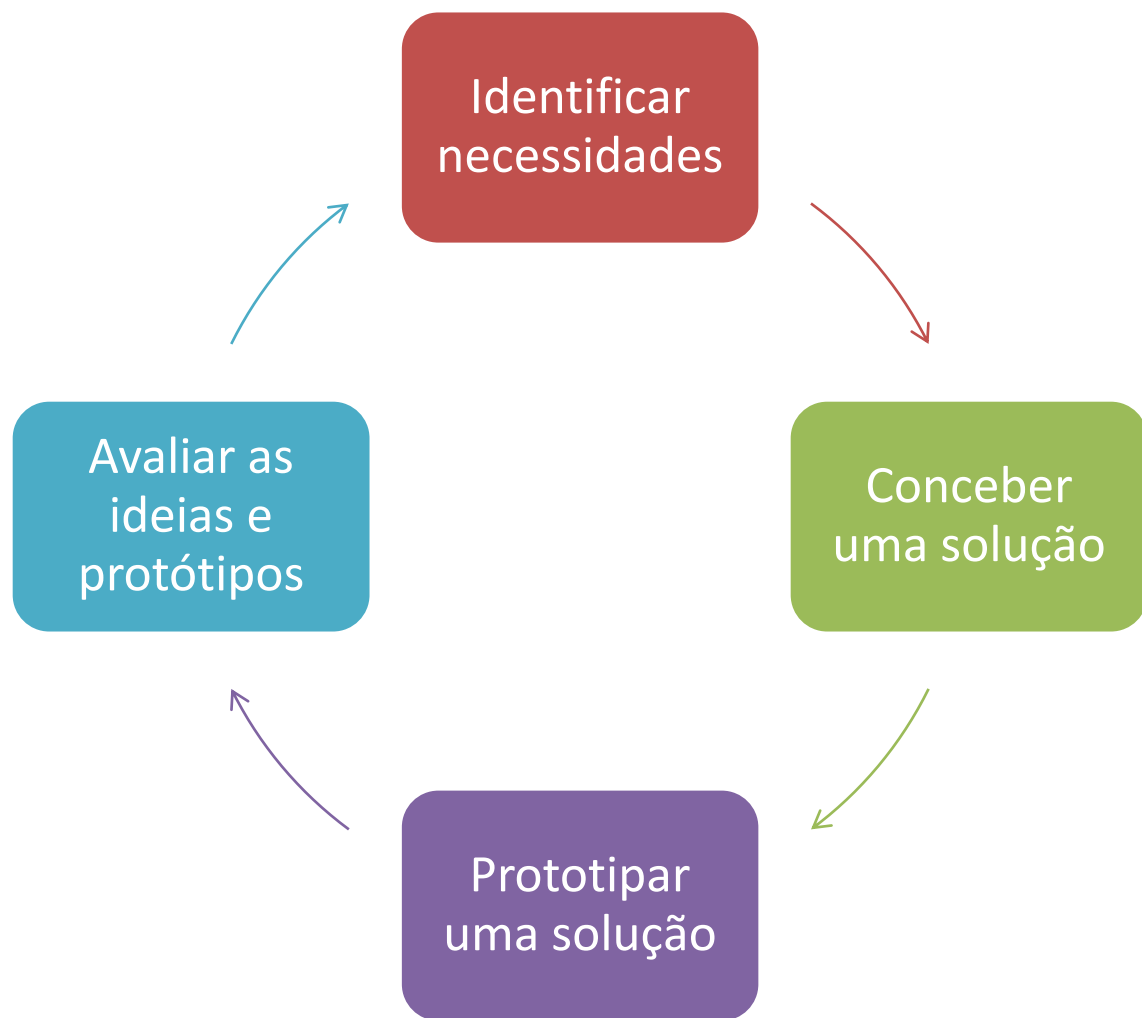 Identificar
necessidades
Conceber
uma solução
Prototipar
uma solução
Avaliar as
ideias e
protótipos